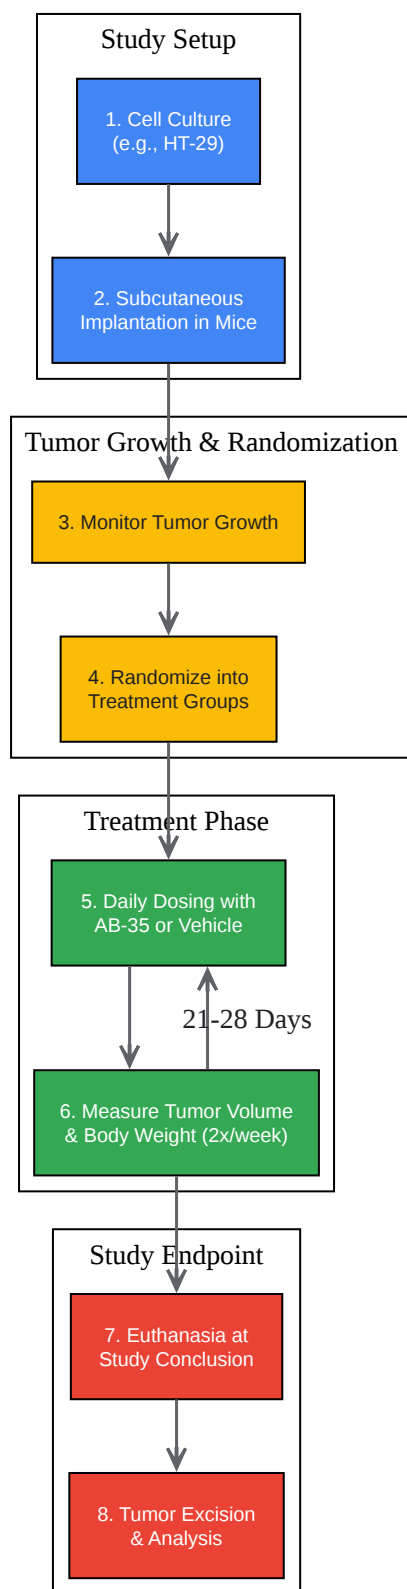 Study Setup
1. Cell Culture
(e.g., HT-29)
2. Subcutaneous
Implantation in Mice
Tumor Growth & Randomization
3. Monitor Tumor Growth
4. Randomize into
Treatment Groups
Treatment Phase
5. Daily Dosing with
AB-35 or Vehicle
21-28 Days
6. Measure Tumor Volume
& Body Weight (2x/week)
Study Endpoint
7. Euthanasia at
Study Conclusion
8. Tumor Excision
& Analysis